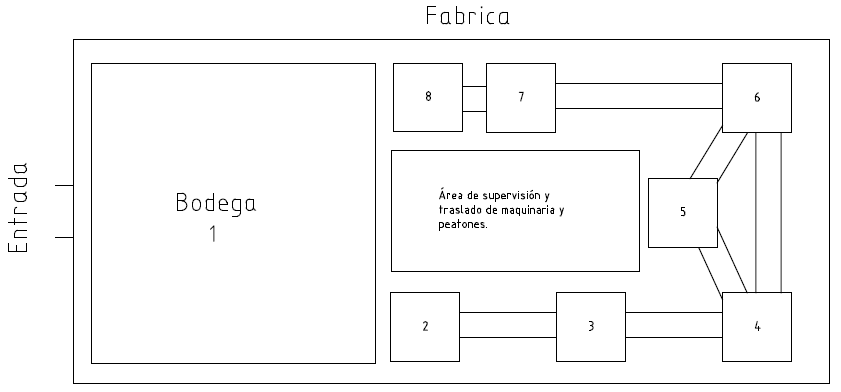 Fabrica
8
7
6
Entrada
Bodega
1
Área de supervisión y
traslado de maquinaria y
peatones.
5
2
3
4